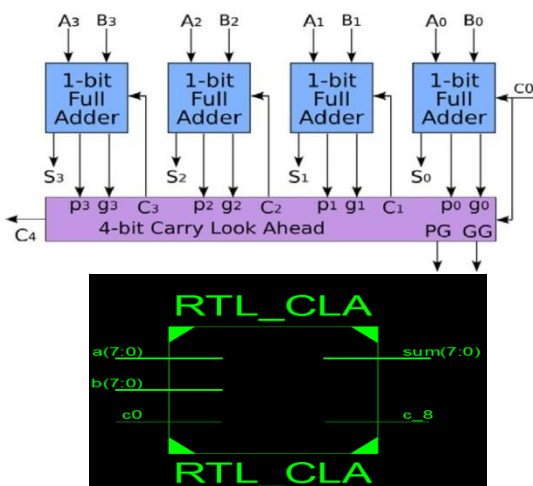 A3 B3 A2 B2 A1 B1 A0 B0
1-bit Full Adder 1-bit Full Adder 1-bit Full Adder 1-bit Full Adder
C0
S3 S2 S1 S0
p3 g3 C3 p2 g2 C2 p1 g1 C1 p0 g0
C4 4-bit Carry Look Ahead PG GG
RTL_CLA
a(7:0) sum(7:0)
b(7:0)
c0 c_8
RTL_CLA